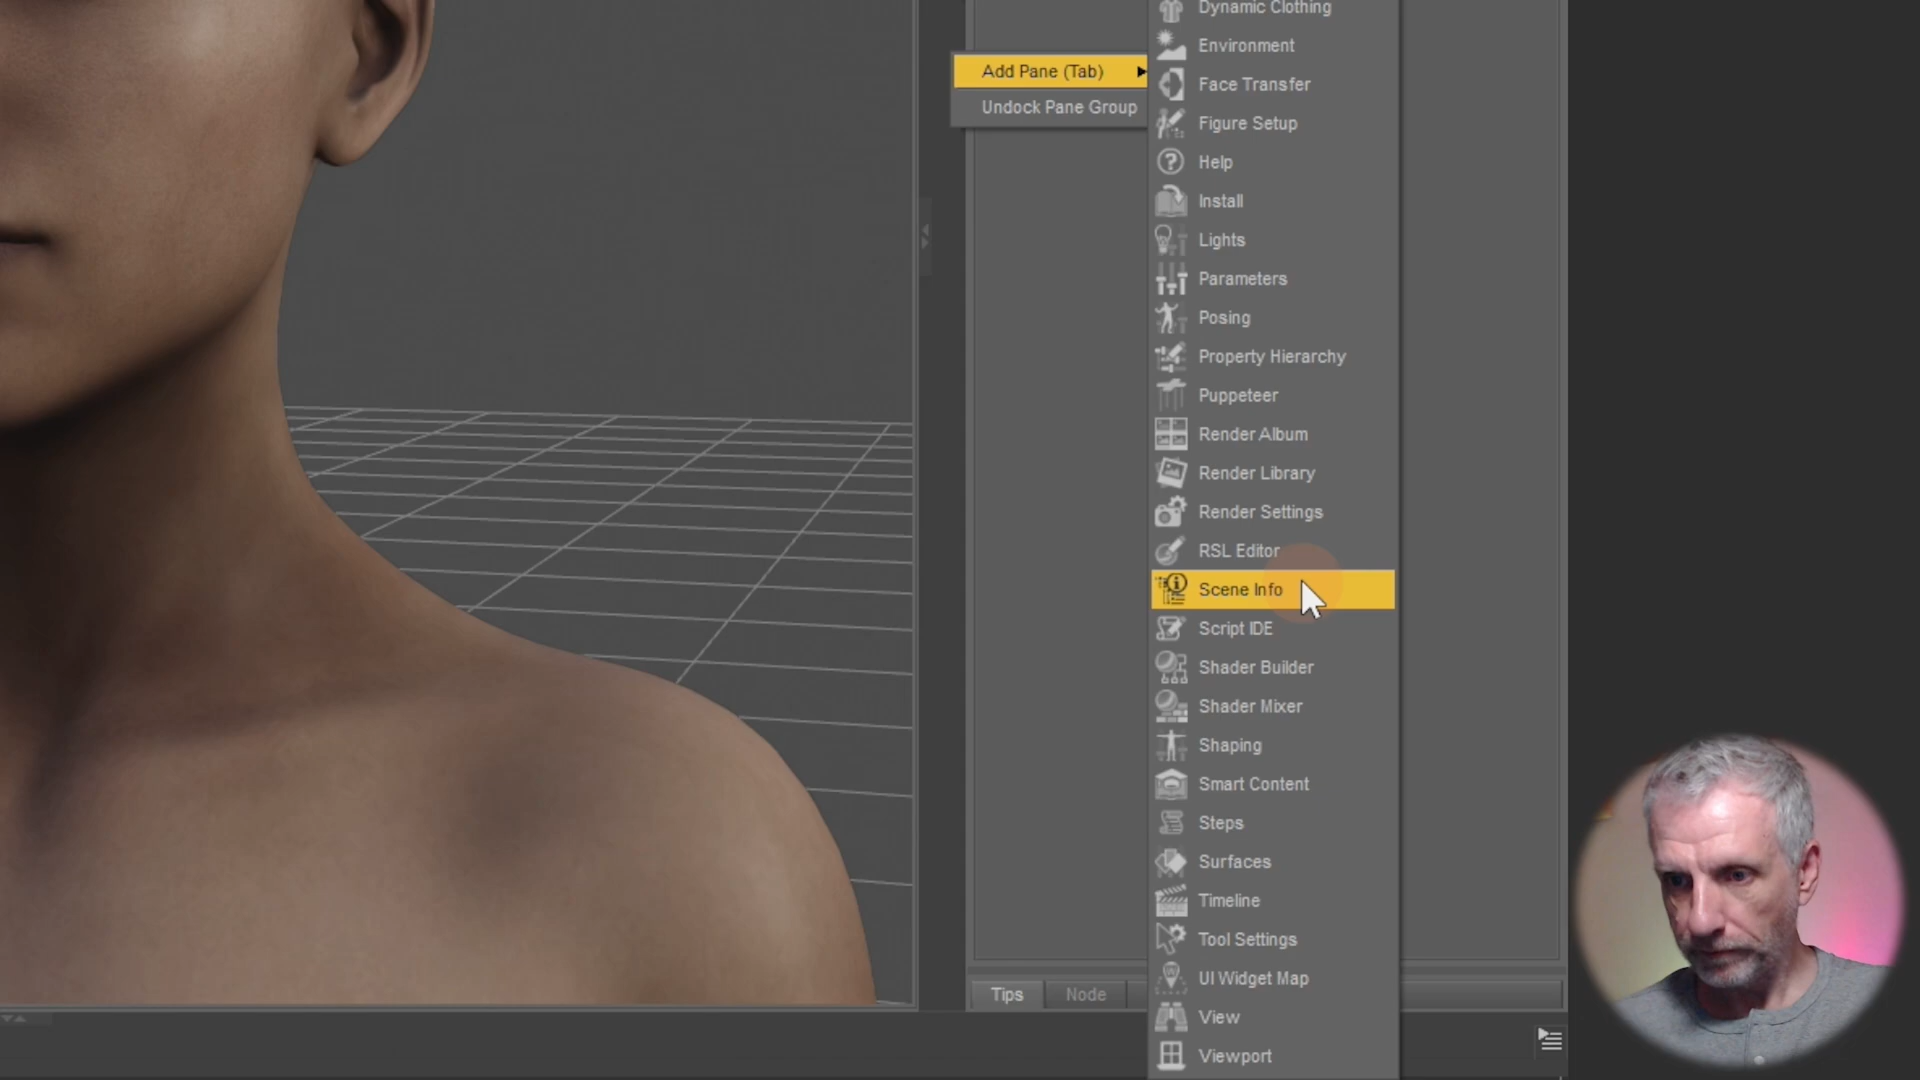 Dynamic Clothing
Environment
Add Pane (Tab)
Face Transfer
Undock Pane Group
Figure Setup
Help
Install
Lights
Parameters
Posing
Property Hierarchy
Puppeteer
Render Album
Render Library
Render Settings
RSL Editor
Scene Info
Script IDE
Shader Builder
Shader Mixer
Shaping
Smart Content
Steps
Surfaces
Timeline
Tool Settings
UI Widget Map
Tips
Node
View
Viewport